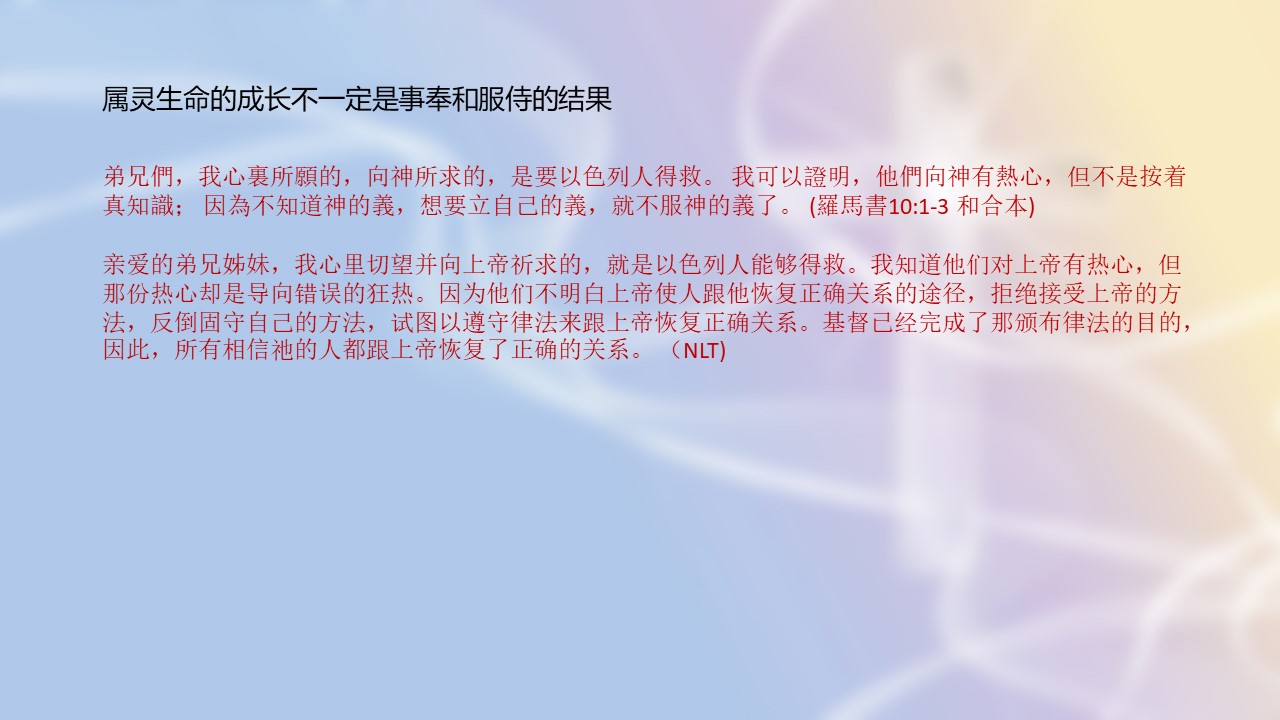 属灵生命的成长不一定是事奉和服侍的结果
弟兄們，我心裏所願的，向神所求的，是要以色列人得救。 我可以證明，他們向神有熱心，但不是按着
真知識； 因為不知道神的義，想要立自己的義，就不服神的義了。 (羅馬書10:1-3 和合本)
亲爱的弟兄姊妹，我心里切望并向上帝祈求的，就是以色列人能够得救。我知道他们对上帝有热心，但
那份热心却是导向错误的狂热。因为他们不明白上帝使人跟他恢复正确关系的途径，拒绝接受上帝的方
法，反倒固守自己的方法，试图以遵守律法来跟上帝恢复正确关系。基督已经完成了那颁布律法的目的，
因此，所有相信祂的人都跟上帝恢复了正确的关系。 （NLT)